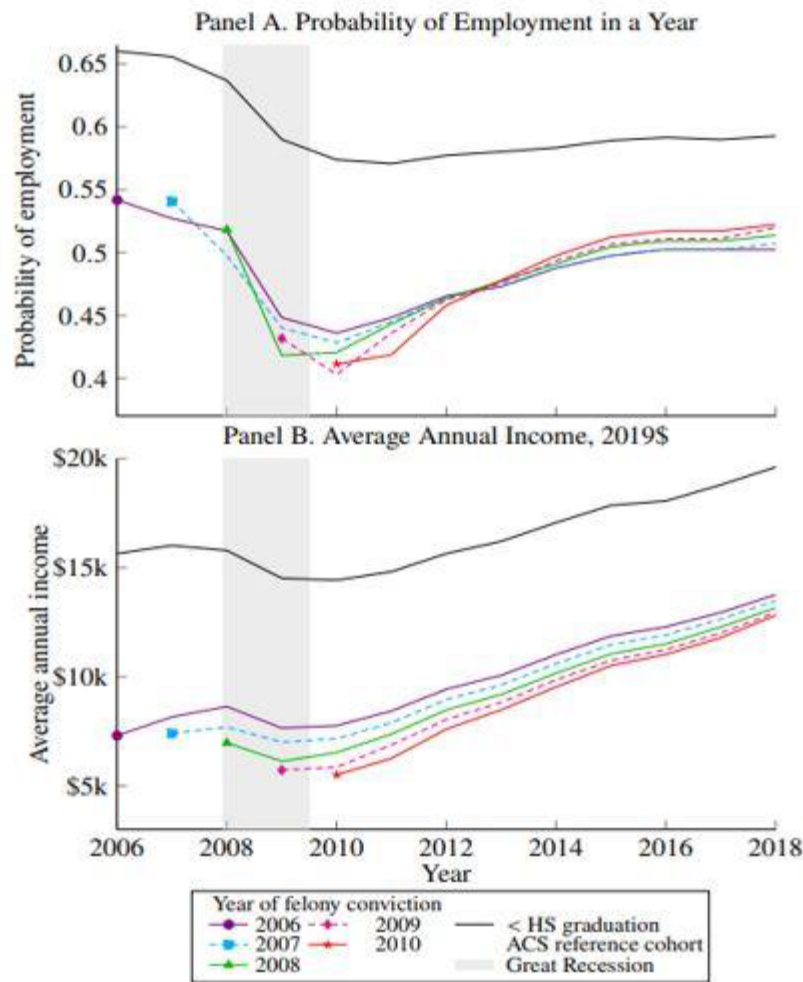 Panel A. Probability of Employment in a Year
Probability of employment
0.65
0.6
0.55
0.5
0.45
0.4
Panel B. Average Annual Income, 2019$
Average annual income
$20k
$15k
$10k
$5k
2006 2008 2010 2012 2014 2016 2018
Year
Year of felony conviction
2006 2009 < HS graduation
2007 2010 ACS reference cohort
2008 Great Recession